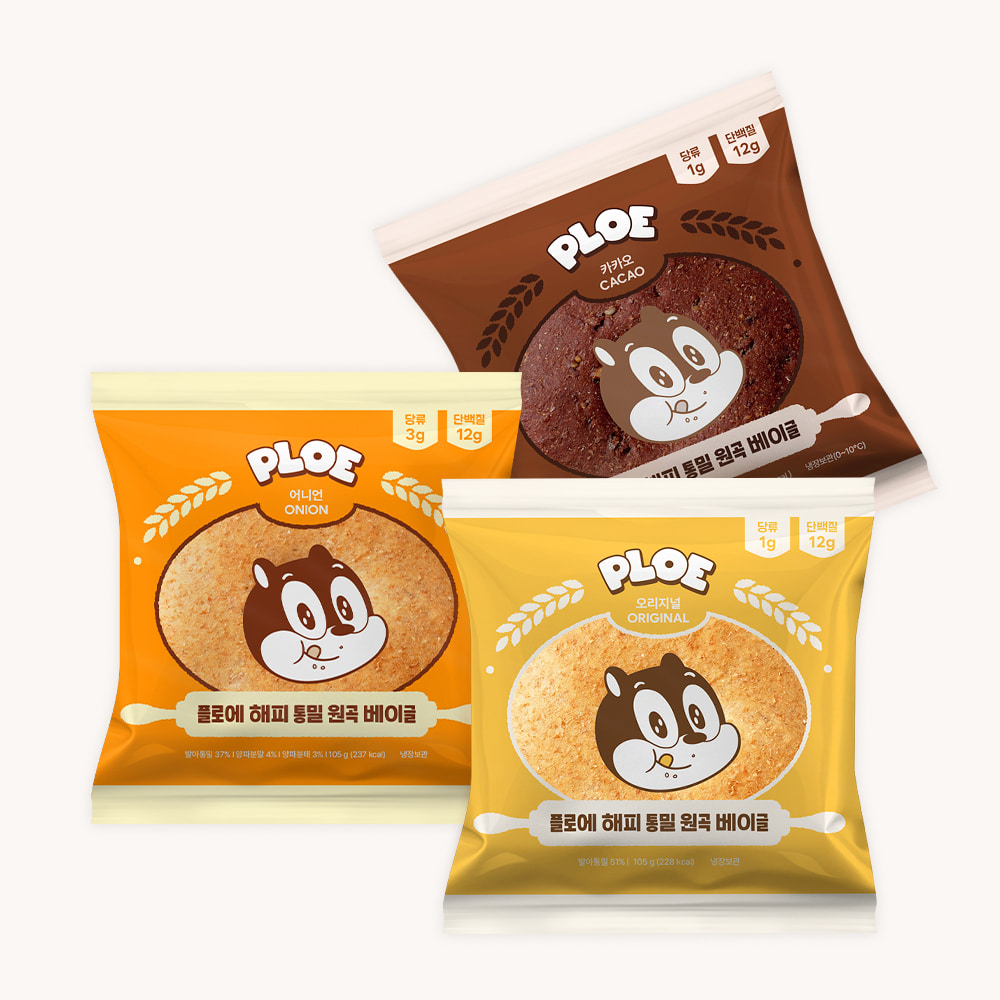 당류
1g
단백질
12g
PLOE
카카오
CACAO
해피 통밀 원곡 베이글
냉장보관(0~10°C)
당류
3g
단백질
12g
PLOE
어니언
ONION
플로에 해피 통밀 원곡 베이글
발아통밀 37% | 양파분말 4% | 양파분태 3% | 105 g (237 kcal) 냉장보관
당류
1g
단백질
12g
PLOE
오리지널
ORIGINAL
플로에 해피 통밀 원곡 베이글
발아통밀 51% | 105 g (228 kcal) 냉장보관